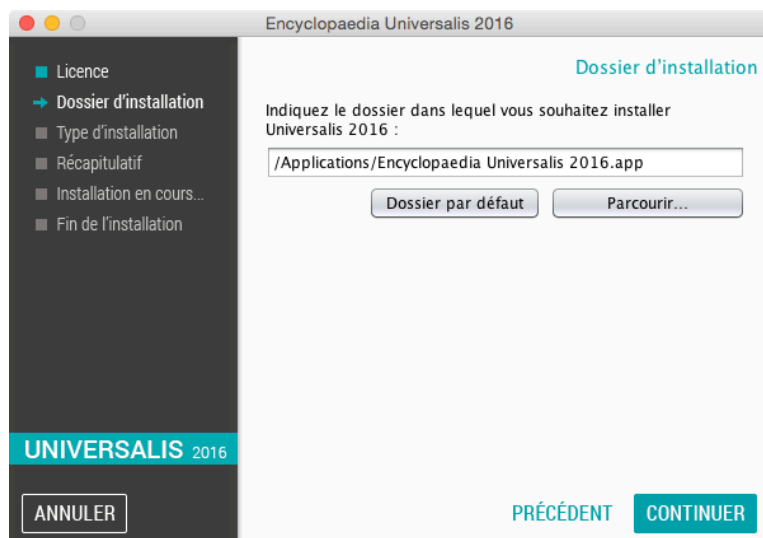 Encyclopaedia Universalis 2016
Licence
Dossier d'installation
Type d'installation
Récapitulatif
Installation en cours...
Fin de l'installation
UNIVERSALIS 2016
ANNULER
Dossier d'installation
Indiquez le dossier dans lequel vous souhaitez installer
Universalis 2016 :
/Applications/Encyclopaedia Universalis 2016.app
Dossier par défaut
Parcourir...
PRÉCÉDENT
CONTINUER